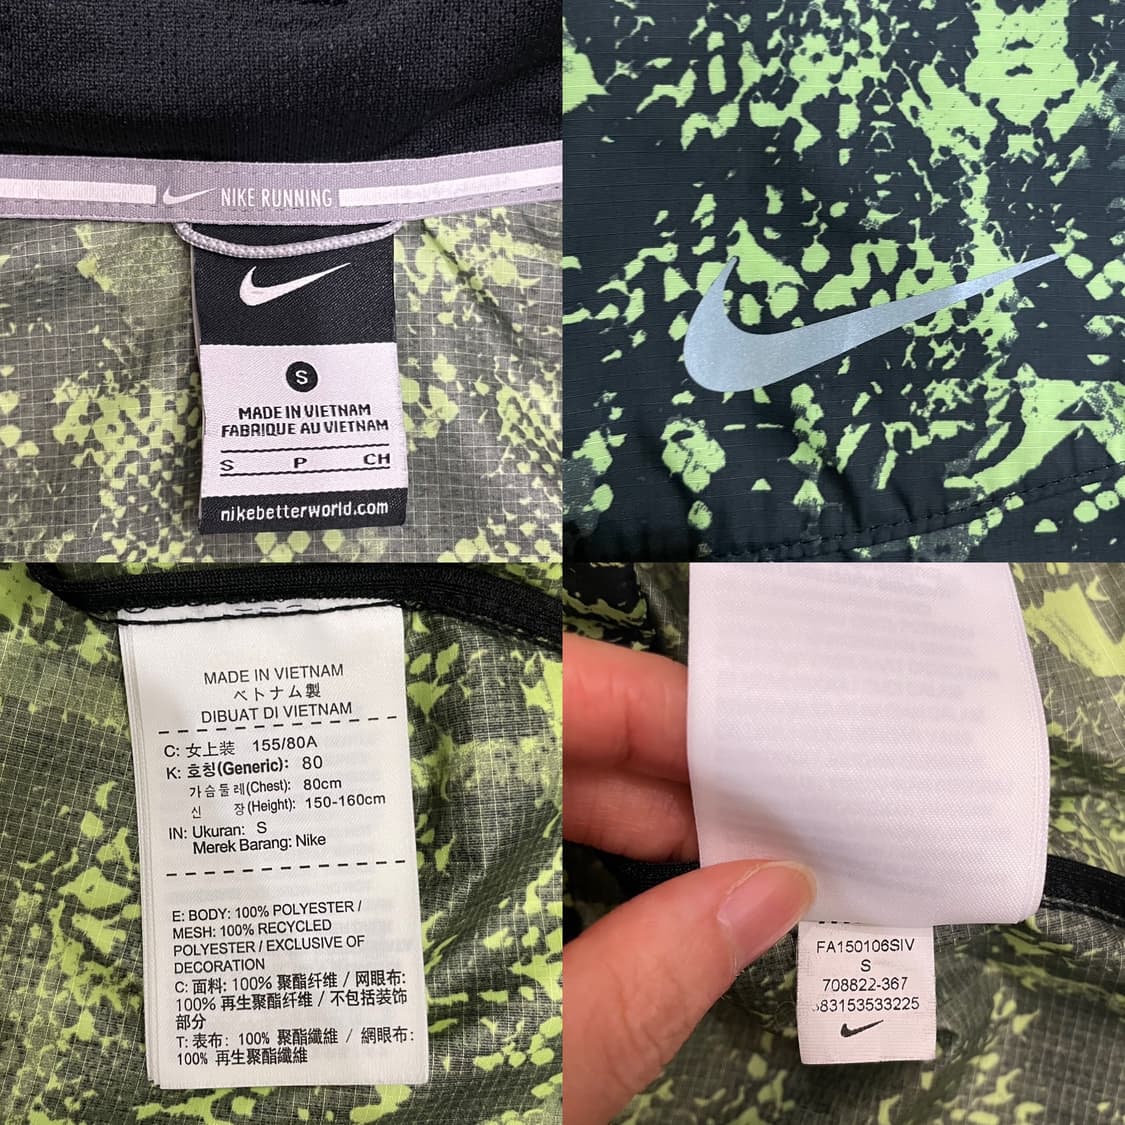 NIKE RUNNING
S
MADE IN VIETNAM
FABRIQUE AU VIETNAM
S P CH
nikebetterworld.com
MADE IN VIETNAM
ベトナム製
DIBUAT DI VIETNAM
C: 女上装 155/80A
K: 호칭(Generic): 80
가슴둘레(Chest): 80cm
신 장(Height): 150-160cm
IN: Ukuran: S
Merek Barang: Nike
E: BODY: 100% POLYESTER /
MESH: 100% RECYCLED
POLYESTER / EXCLUSIVE OF
DECORATION
C: 面料: 100% 聚酯纤维 / 网眼布:
100% 再生聚酯纤维 / 不包括装饰
部分
T: 表布: 100% 聚酯纖維 / 網眼布:
100% 再生聚酯纖維
FA150106SIV
S
708822-367
83153533225